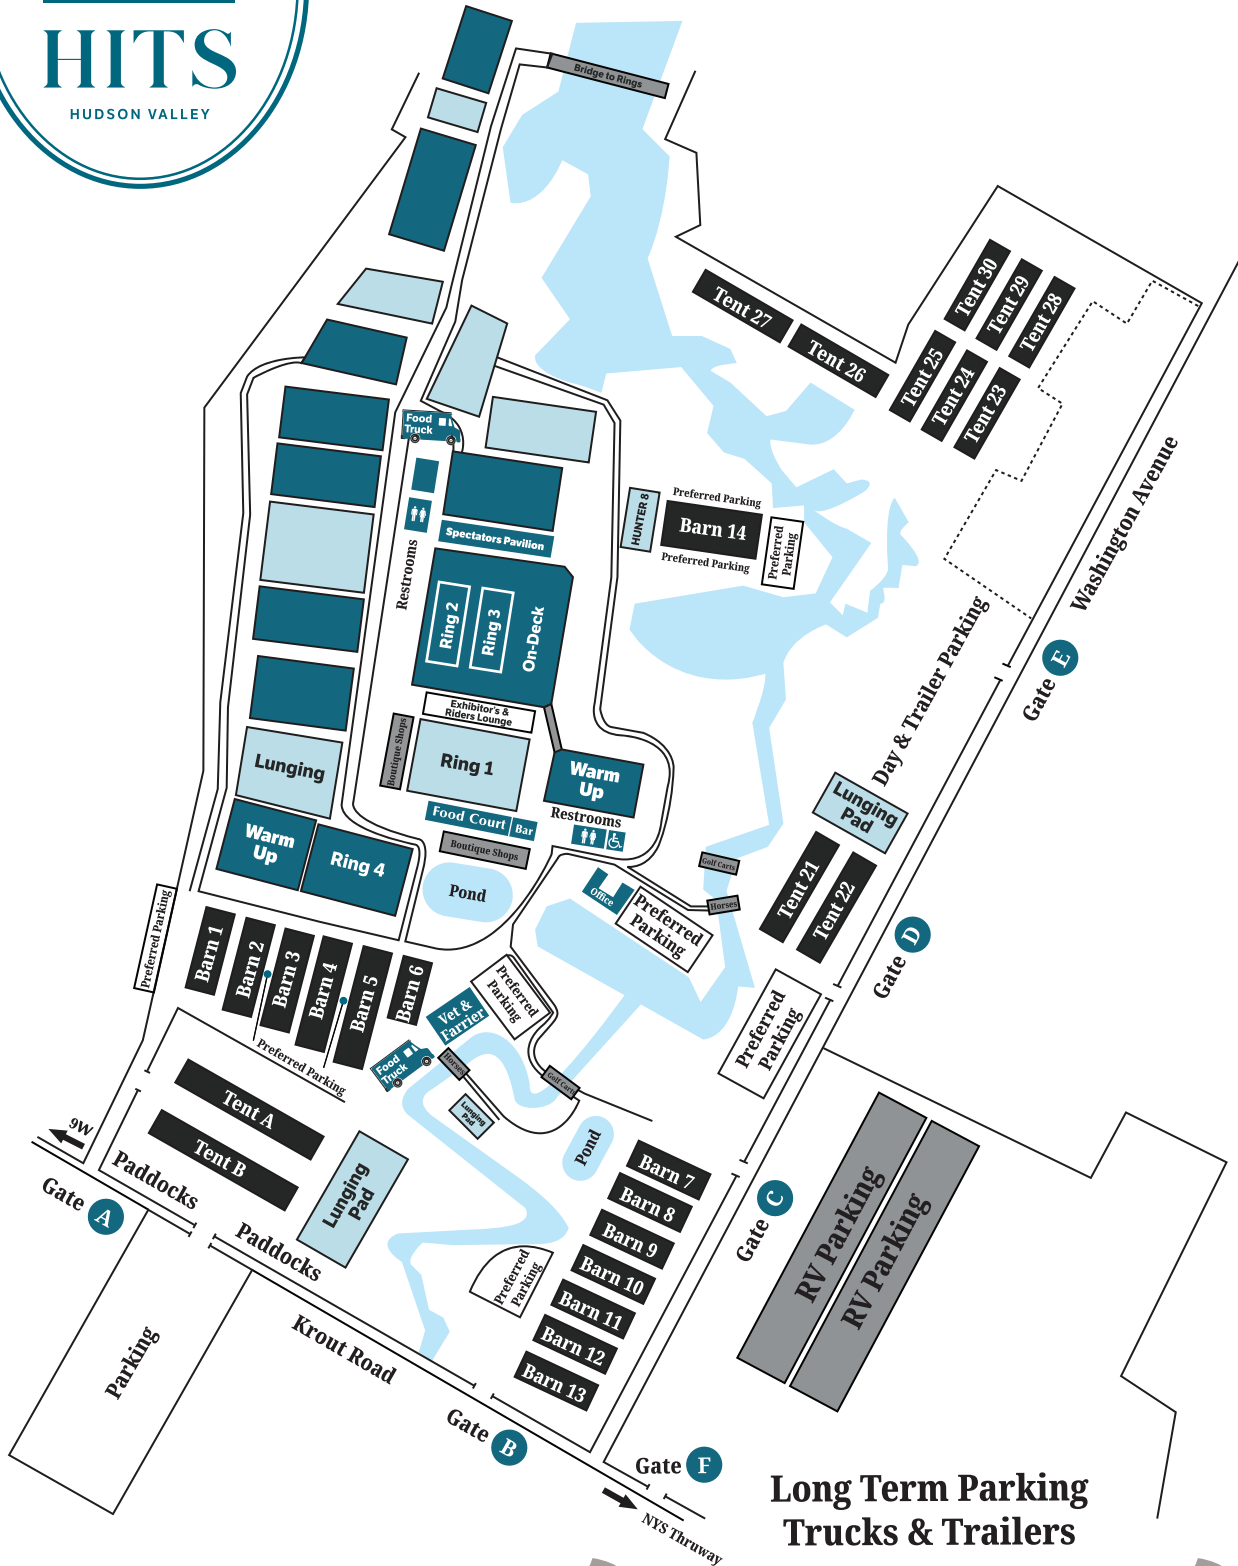 HITS
HUDSON VALLEY
Bridge to Rings
Tent 27
Tent 26
Tent 30
Tent 29
Tent 28
Tent 25
Tent 24
Tent 23
Food
Truck
Restrooms
Spectators Pavilion
HUNTER 8
Preferred Parking
Barn 14
Preferred Parking
Preferred
Parking
Ring 2
Ring 3
On-Deck
Exhibitor's &
Riders Lounge
Boutique Shops
Ring 1
Lunging
Warm
Up
Ring 4
Warm
Up
Food Court
Bar
Restrooms
Boutique Shops
Pond
Office
Preferred
Parking
Golf Carts
Horses
Washington Avenue
Gate E
Day & Trailer Parking
Lunging
Pad
Tent 21
Tent 22
Gate D
Preferred
Parking
Preferred Parking
Barn 1
Barn 2
Barn 3
Barn 4
Barn 5
Barn 6
Preferred Parking
Vet &
Farrier
Preferred
Parking
Food
Truck
Horses
Golf Carts
Lunging
Pad
Pond
Tent A
Tent B
Lunging
Pad
9W
Paddocks
Gate A
Paddocks
Krout Road
Parking
Preferred
Parking
Barn 7
Barn 8
Barn 9
Barn 10
Barn 11
Barn 12
Barn 13
Gate C
RV Parking
RV Parking
Gate B
Gate F
NYS Thruway
Long Term Parking
Trucks & Trailers